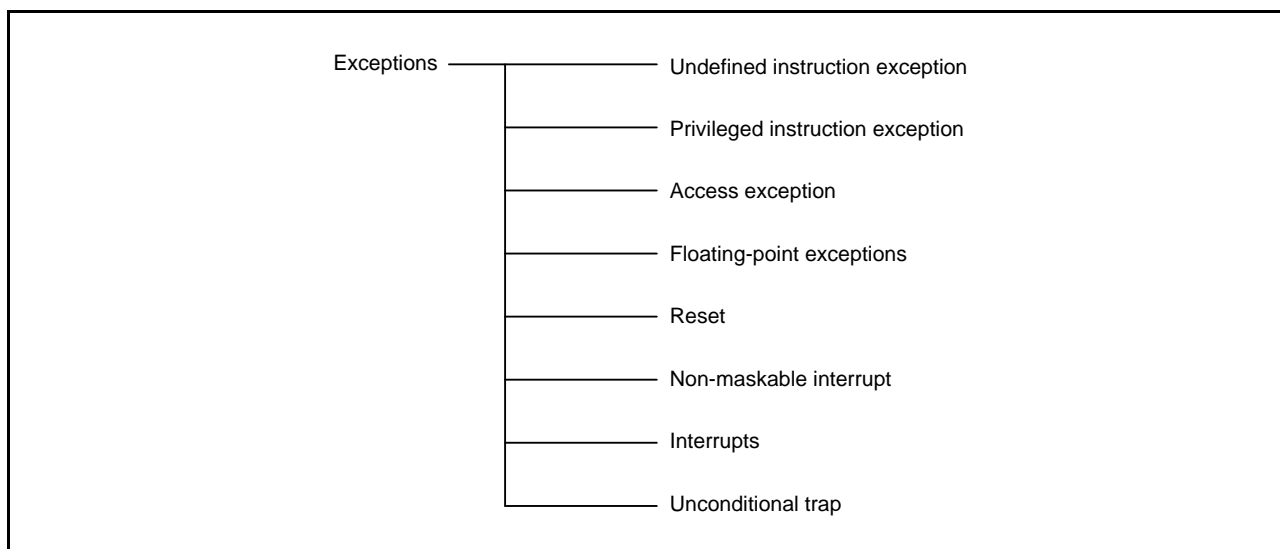 Exceptions
Undefined instruction exception
Privileged instruction exception
Access exception
Floating-point exceptions
Reset
Non-maskable interrupt
Interrupts
Unconditional trap